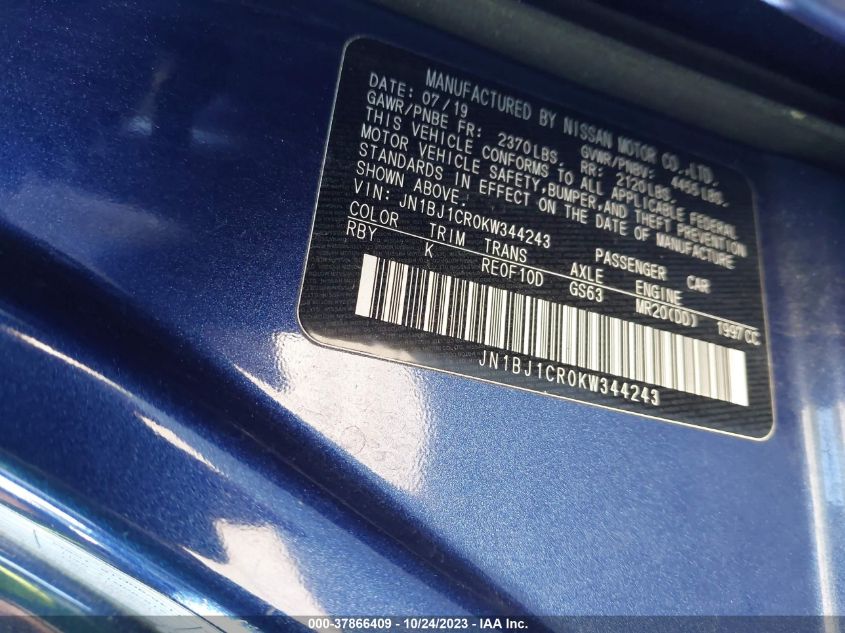 MANUFACTURED BY NISSAN MOTOR CO.,LTD.
DATE: 07/19 GVWR/PNBV: 4455 LBS.
GAWR/PNBE FR: 2370LBS. RR: 2120LBS.
THIS VEHICLE CONFORMS TO ALL APPLICABLE FEDERAL
MOTOR VEHICLE SAFETY,BUMPER,AND THEFT PREVENTION
STANDARDS IN EFFECT ON THE DATE OF MANUFACTURE
SHOWN ABOVE.
VIN: JN1BJ1CR0KW344243 PASSENGER CAR
COLOR TRIM TRANS AXLE ENGINE
RBY K RE0F10D GS63 MR20(DD) 1997CC
JN1BJ1CR0KW344243
000-37866409 - 10/24/2023 - IAA Inc.